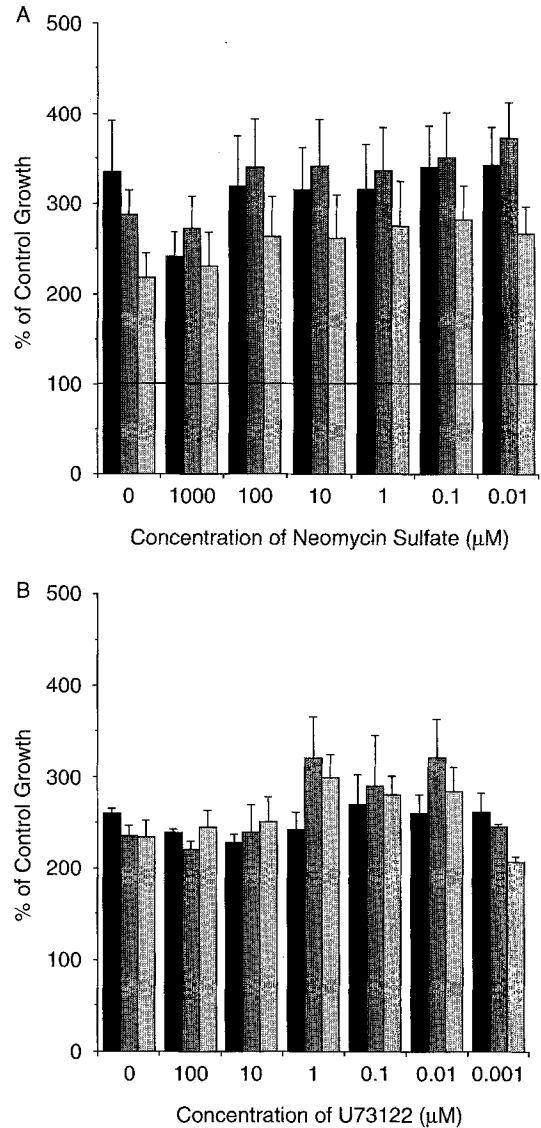 A
500
400
300
200
100
0
% of Control Growth
0 1000 100 10 1 0.1 0.01
Concentration of Neomycin Sulfate (μM)
B
500
400
300
200
100
0
% of Control Growth
0 100 10 1 0.1 0.01 0.001
Concentration of U73122 (μM)